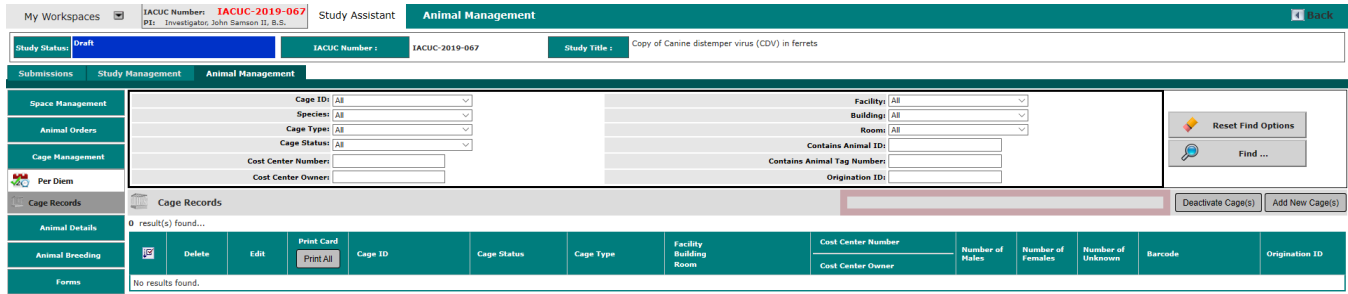 My Workspaces
IACUC Number: IACUC-2019-067
PI: Investigator, John Samson II, B.S.
Study Assistant
Animal Management
Back
Study Status: Draft
IACUC Number :
IACUC-2019-067
Study Title :
Copy of Canine distemper virus (CDV) in ferrets
Submissions
Study Management
Animal Management
Space Management
Animal Orders
Cage Management
Per Diem
Cage Records
Animal Details
Animal Breeding
Forms
Cage ID: All
Species: All
Cage Type: All
Cage Status: All
Cost Center Number:
Cost Center Owner:
Facility: All
Building: All
Room: All
Contains Animal ID:
Contains Animal Tag Number:
Origination ID:
Reset Find Options
Find ...
Cage Records
Deactivate Cage(s)
Add New Cage(s)
0 result(s) found...
Delete
Edit
Print Card
Print All
Cage ID
Cage Status
Cage Type
Facility
Building
Room
Cost Center Number
Cost Center Owner
Number of
Males
Number of
Females
Number of
Unknown
Barcode
Origination ID
No results found.